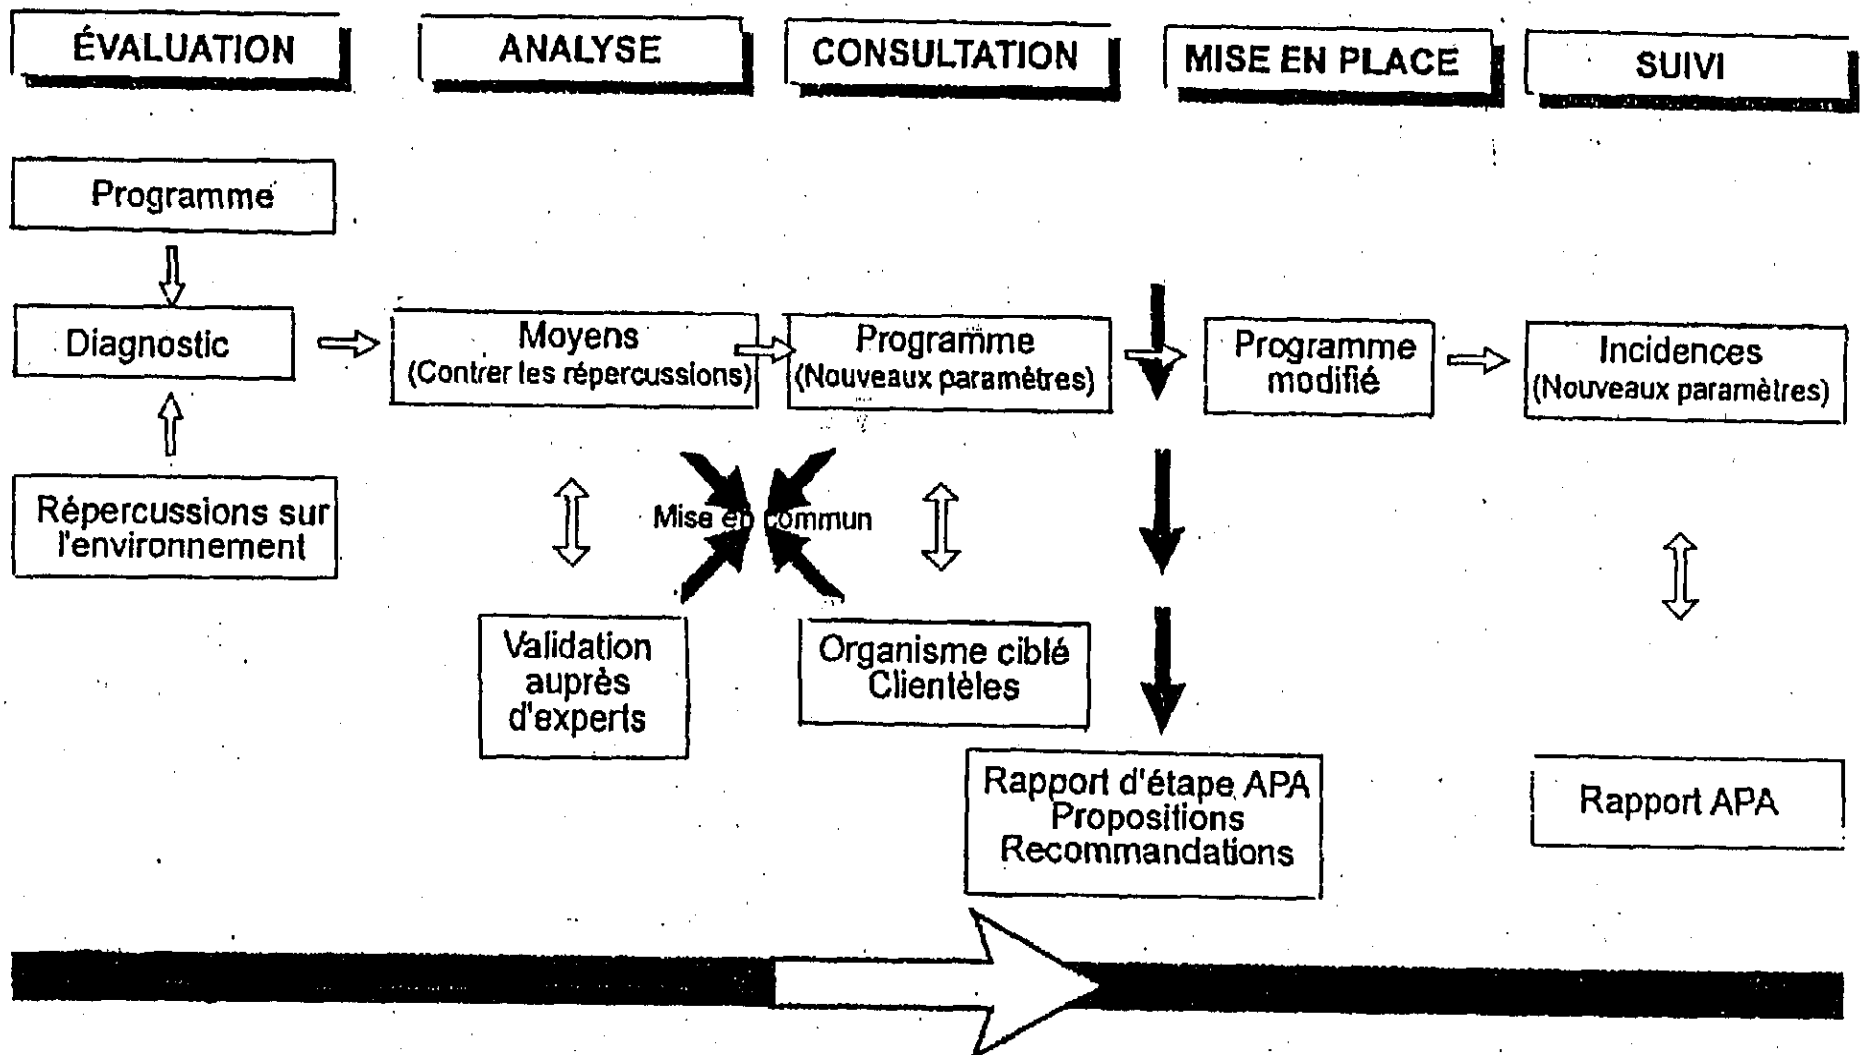 ÉVALUATION
ANALYSE
CONSULTATION
MISE EN PLACE
SUIVI
Programme
Diagnostic
Répercussions sur
l'environnement
Moyens
(Contrer les répercussions)
Programme
(Nouveaux paramètres)
Programme
modifié
Incidences
(Nouveaux paramètres)
Mise en commun
Validation
auprès
d'experts
Organisme ciblé
Clientèles
Rapport d'étape APA
Propositions
Recommandations
Rapport APA